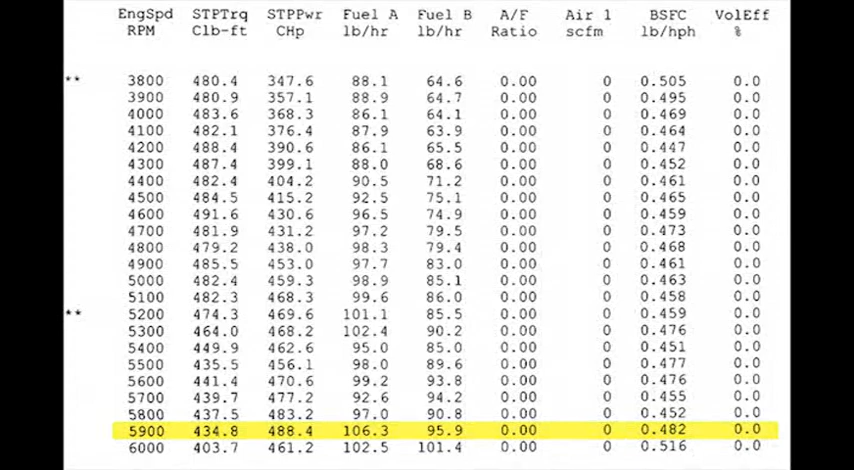 EngSpd STPTrq STPPwr Fuel A Fuel B A/F Air 1 BSFC VolEff
RPM Clb-ft CHp lb/hr lb/hr Ratio scfm lb/hph %
** 3800 480.4 347.6 88.1 64.6 0.00 0 0.505 0.0
3900 480.9 357.1 88.9 64.7 0.00 0 0.495 0.0
4000 483.6 368.3 86.1 64.1 0.00 0 0.469 0.0
4100 482.1 376.4 87.9 63.9 0.00 0 0.464 0.0
4200 488.4 390.6 86.1 65.5 0.00 0 0.447 0.0
4300 487.4 399.1 88.0 68.6 0.00 0 0.452 0.0
4400 482.4 404.2 90.5 71.2 0.00 0 0.461 0.0
4500 484.5 415.2 92.5 75.1 0.00 0 0.465 0.0
4600 491.6 430.6 96.5 74.9 0.00 0 0.459 0.0
4700 481.9 431.2 97.2 79.5 0.00 0 0.473 0.0
4800 479.2 438.0 98.3 79.4 0.00 0 0.468 0.0
4900 485.5 453.0 97.7 83.0 0.00 0 0.461 0.0
5000 482.4 459.3 98.9 85.1 0.00 0 0.463 0.0
5100 482.3 468.3 99.6 86.0 0.00 0 0.458 0.0
** 5200 474.3 469.6 101.1 85.5 0.00 0 0.459 0.0
5300 464.0 468.2 102.4 90.2 0.00 0 0.476 0.0
5400 449.9 462.6 95.0 85.0 0.00 0 0.451 0.0
5500 435.5 456.1 98.0 89.6 0.00 0 0.477 0.0
5600 441.4 470.6 99.2 93.8 0.00 0 0.476 0.0
5700 439.7 477.2 92.6 94.2 0.00 0 0.455 0.0
5800 437.5 483.2 97.0 90.8 0.00 0 0.452 0.0
5900 434.8 488.4 106.3 95.9 0.00 0 0.482 0.0
6000 403.7 461.2 102.5 101.4 0.00 0 0.516 0.0